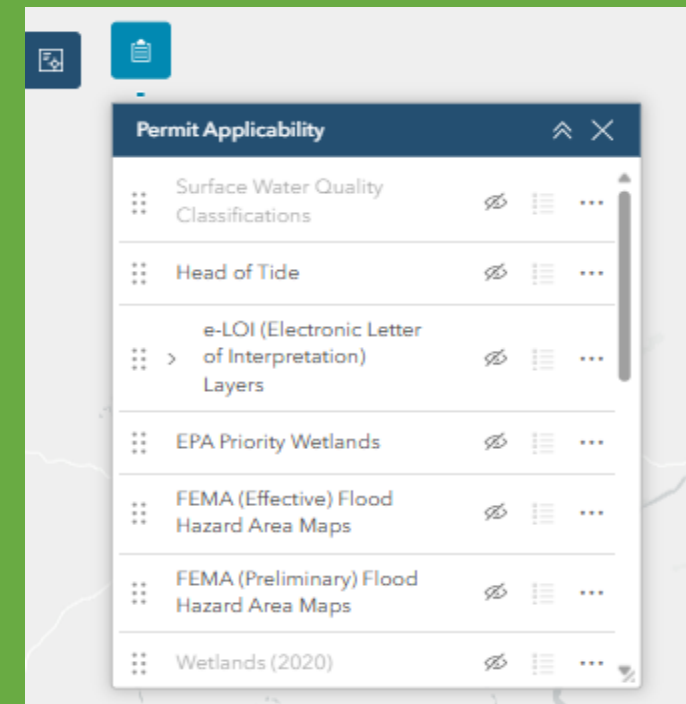 Permit Applicability
Surface Water Quality
Classifications
Head of Tide
e-LOI (Electronic Letter
of Interpretation)
Layers
EPA Priority Wetlands
FEMA (Effective) Flood
Hazard Area Maps
FEMA (Preliminary) Flood
Hazard Area Maps
Wetlands (2020)